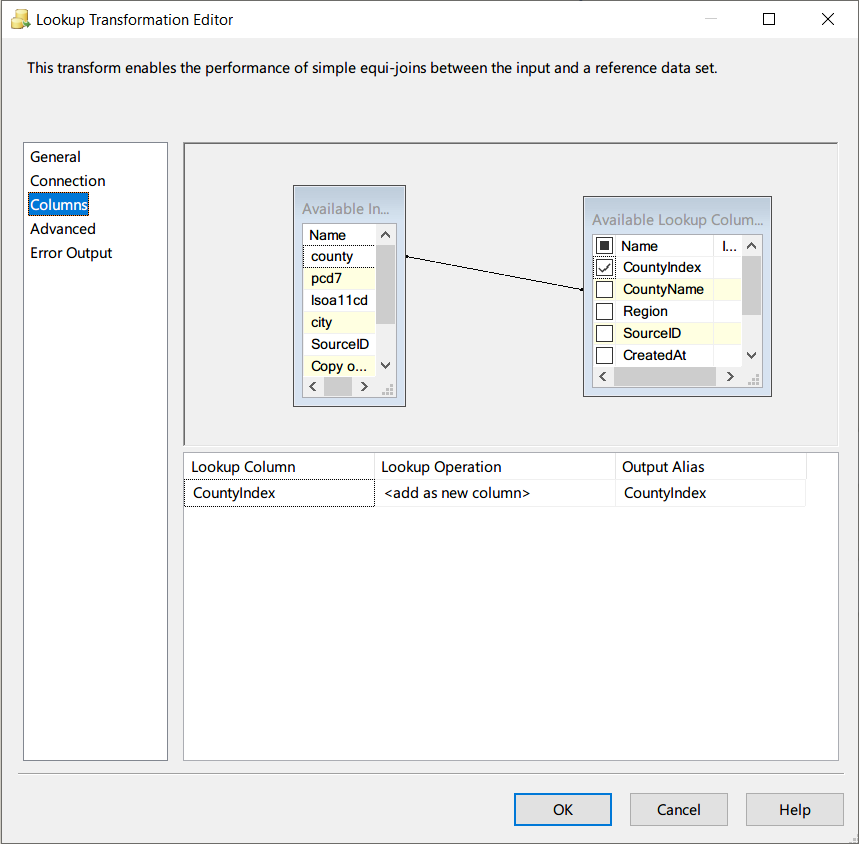 Lookup Transformation Editor
This transform enables the performance of simple equi-joins between the input and a reference data set.
General
Connection
Columns
Advanced
Error Output
Available In...
Name
county
pcd7
lsoa11cd
city
SourceID
Copy o...
Available Lookup Colum...
Name I...
CountyIndex
CountyName
Region
SourceID
CreatedAt
Lookup Column Lookup Operation Output Alias
CountyIndex <add as new column> CountyIndex
OK Cancel Help